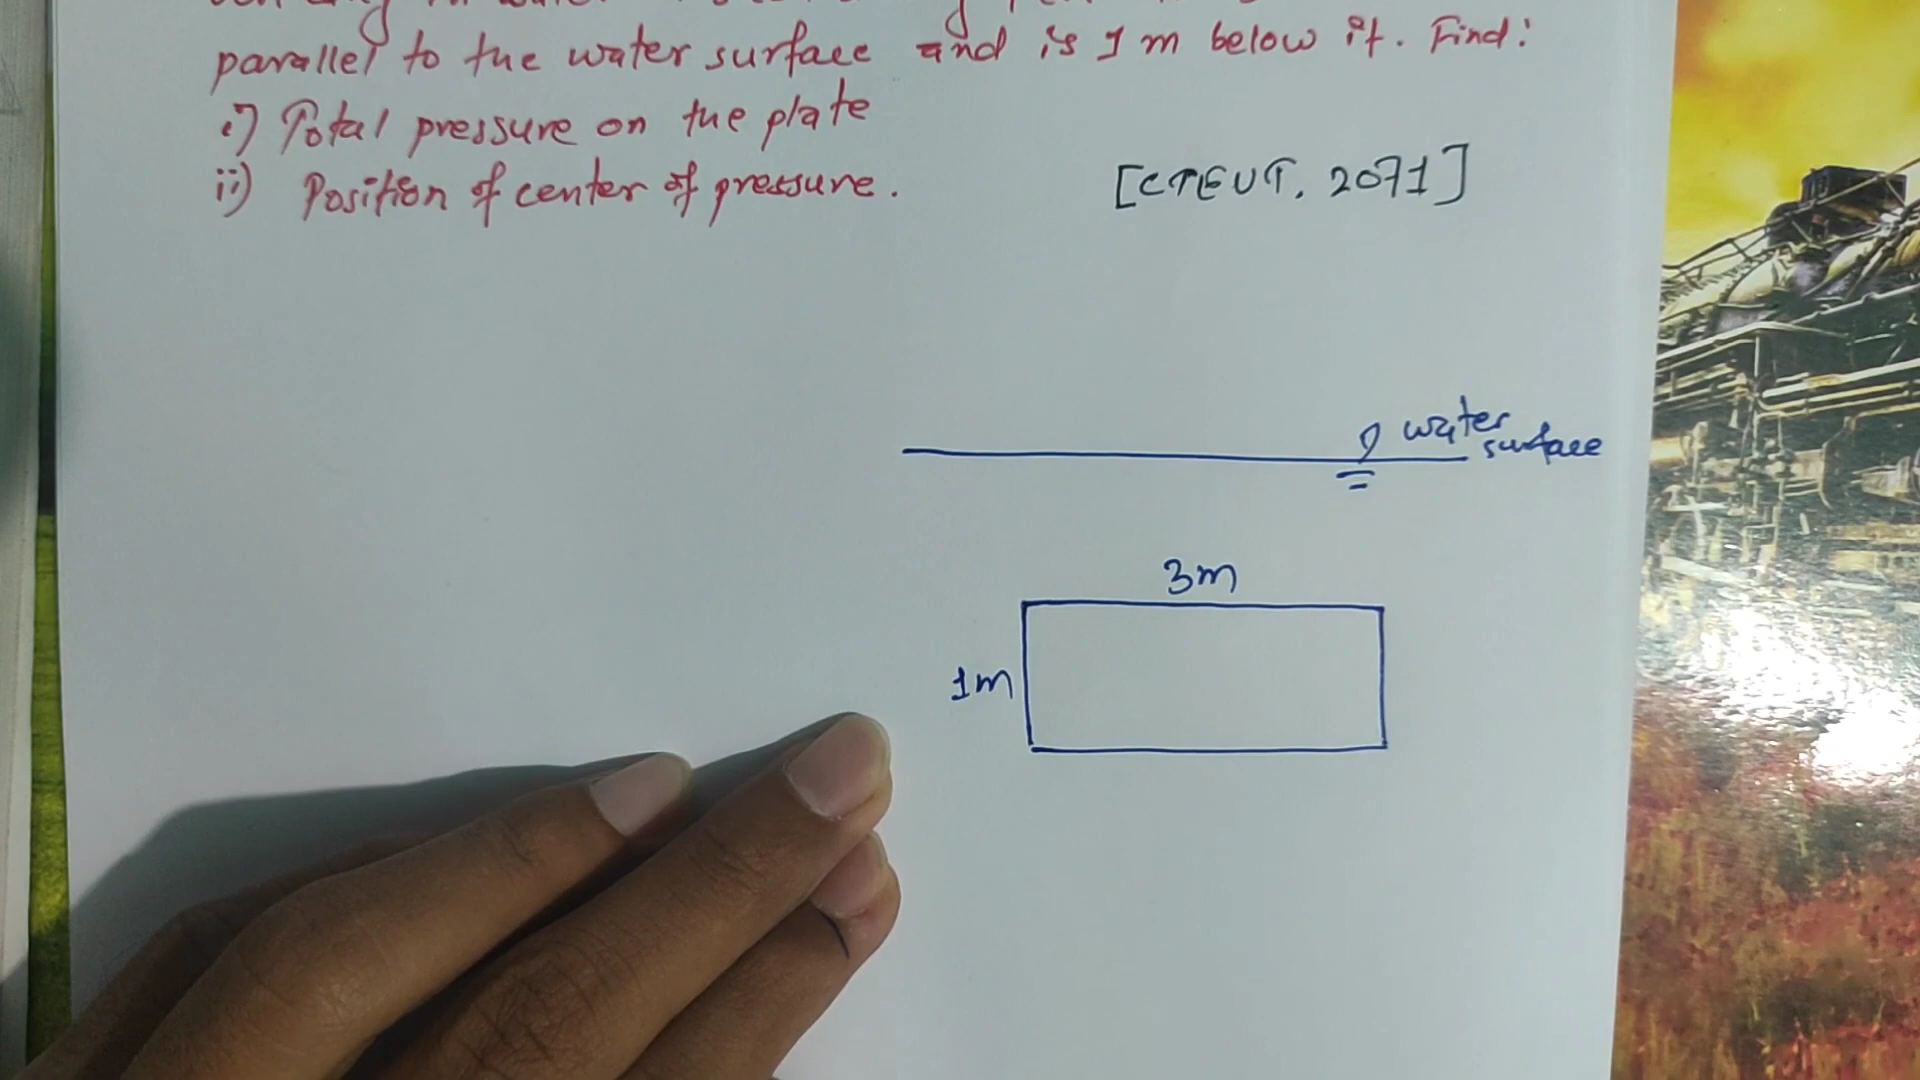 parallel to the water surface and is 1 m below it. Find:
i) Total pressure on the plate
ii) Position of center of pressure.
[CTEVT, 2071]
water
surface
3m
1m